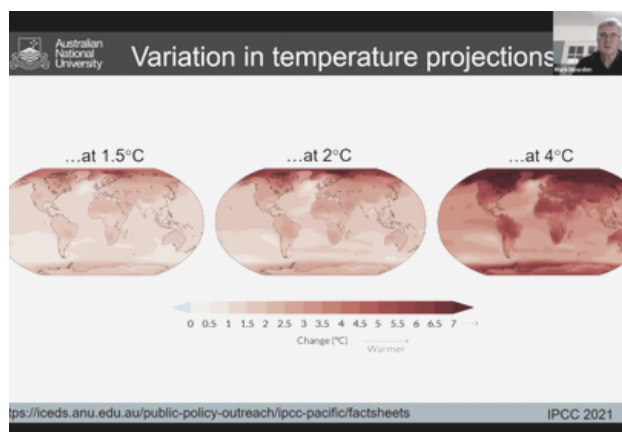 Australian
National
University
Variation in temperature projections
...at 1.5°C
...at 2°C
...at 4°C
0 0.5 1 1.5 2 2.5 3 3.5 4 4.5 5 5.5 6 6.5 7
Change (°C)
Warmer
tps://iceds.anu.edu.au/public-policy-outreach/ipcc-pacific/factsheets
IPCC 2021